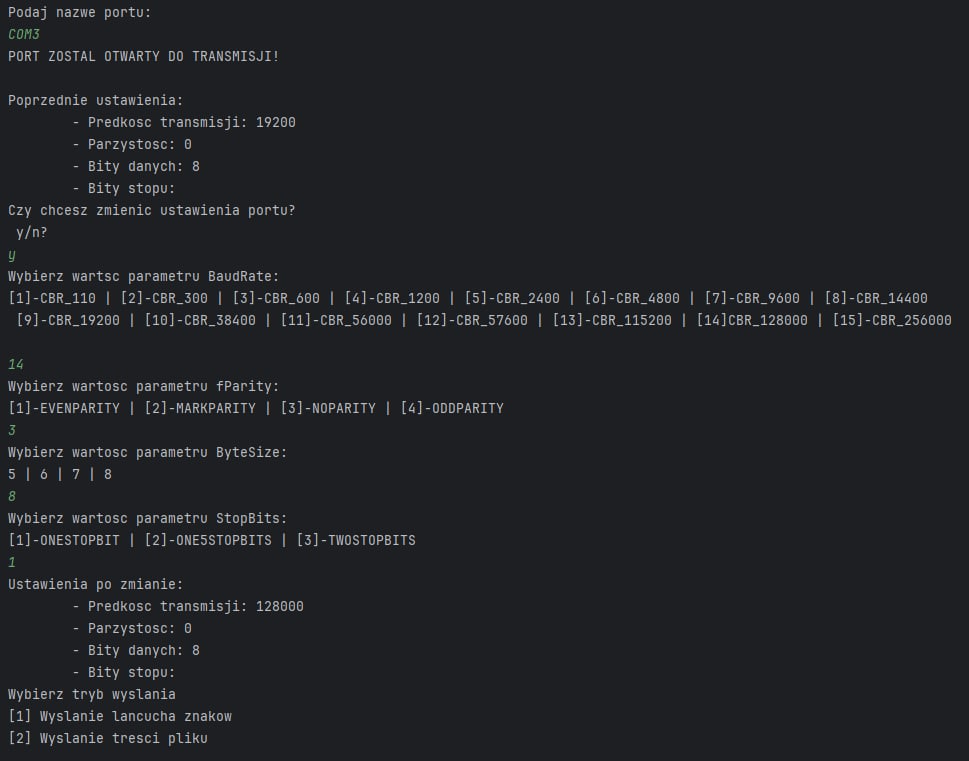 Podaj nazwe portu:
COM3
PORT ZOSTAL OTWARTY DO TRANSMISJI!
Poprzednie ustawienia:
- Predkosc transmisji: 19200
- Parzystosc: 0
- Bity danych: 8
- Bity stopu:
Czy chcesz zmienic ustawienia portu?
y/n?
y
Wybierz wartsc parametru BaudRate:
[1]-CBR_110 | [2]-CBR_300 | [3]-CBR_600 | [4]-CBR_1200 | [5]-CBR_2400 | [6]-CBR_4800 | [7]-CBR_9600 | [8]-CBR_14400
[9]-CBR_19200 | [10]-CBR_38400 | [11]-CBR_56000 | [12]-CBR_57600 | [13]-CBR_115200 | [14]CBR_128000 | [15]-CBR_256000
14
Wybierz wartosc parametru fParity:
[1]-EVENPARITY | [2]-MARKPARITY | [3]-NOPARITY | [4]-ODDPARITY
3
Wybierz wartosc parametru ByteSize:
5 | 6 | 7 | 8
8
Wybierz wartosc parametru StopBits:
[1]-ONESTOPBIT | [2]-ONE5STOPBITS | [3]-TWOSTOPBITS
1
Ustawienia po zmianie:
- Predkosc transmisji: 128000
- Parzystosc: 0
- Bity danych: 8
- Bity stopu:
Wybierz tryb wyslania
[1] Wyslanie lancucha znakow
[2] Wyslanie tresci pliku